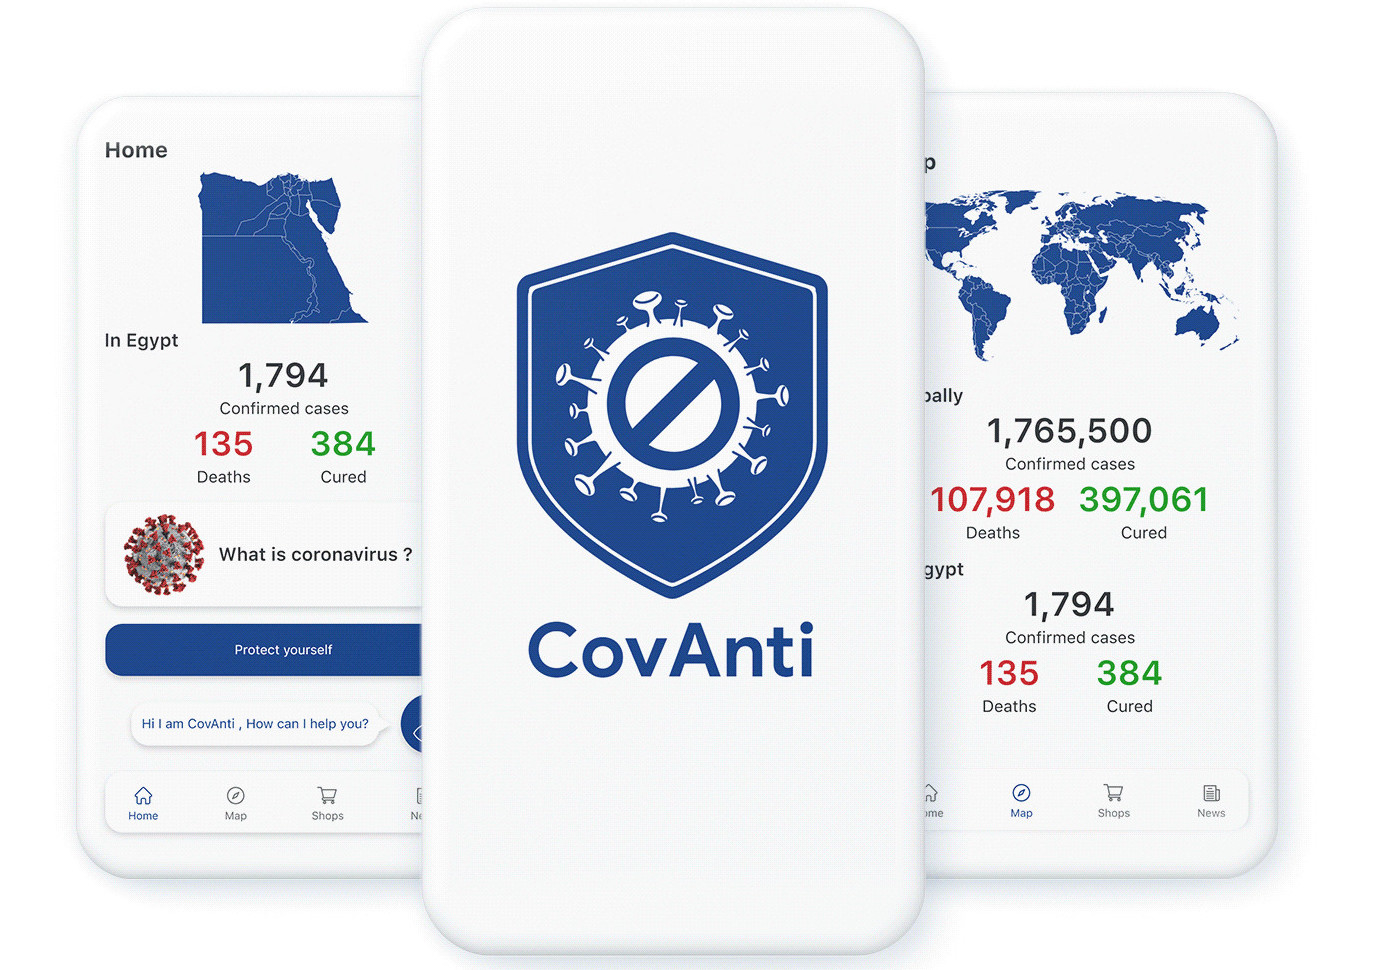 Home
In Egypt
1,794
Confirmed cases
135 384
Deaths Cured
What is coronavirus ?
Protect yourself
Hi I am CovAnti , How can I help you?
Home Map Shops
CovAnti
1,765,500
Confirmed cases
107,918 397,061
Deaths Cured
1,794
Confirmed cases
135 384
Deaths Cured
Map Shops News